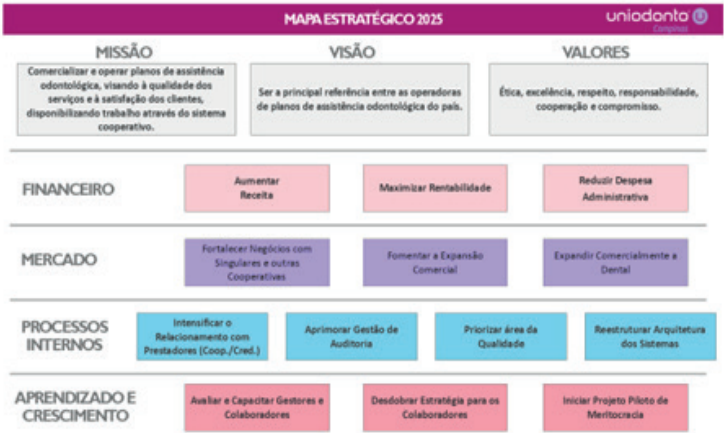 MAPA ESTRATÉGICO 2025
uniodonto
Campinas
MISSÃO
Comercializar e operar planos de assistência
odontológica, visando à qualidade dos
serviços e à satisfação dos clientes,
disponibilizando trabalho através do sistema
cooperativo.
VISÃO
Ser a principal referência entre as operadoras
de planos de assistência odontológica do país.
VALORES
Ética, excelência, respeito, responsabilidade,
cooperação e compromisso.
FINANCEIRO
Aumentar
Receita
Maximizar Rentabilidade
Reduzir Despesa
Administrativa
MERCADO
Fortalecer Negócios com
Singulares e outras
Cooperativas
Fomentar a Expansão
Comercial
Expandir Comercialmente a
Dental
PROCESSOS
INTERNOS
Intensificar o
Relacionamento com
Prestadores (Coop./Cred.)
Aprimorar Gestão de
Auditoria
Priorizar área da
Qualidade
Reestruturar Arquitetura
dos Sistemas
APRENDIZADO E
CRESCIMENTO
Avaliar e Capacitar Gestores e
Colaboradores
Desdobrar Estratégia para os
Colaboradores
Iniciar Projeto Piloto de
Meritocracia